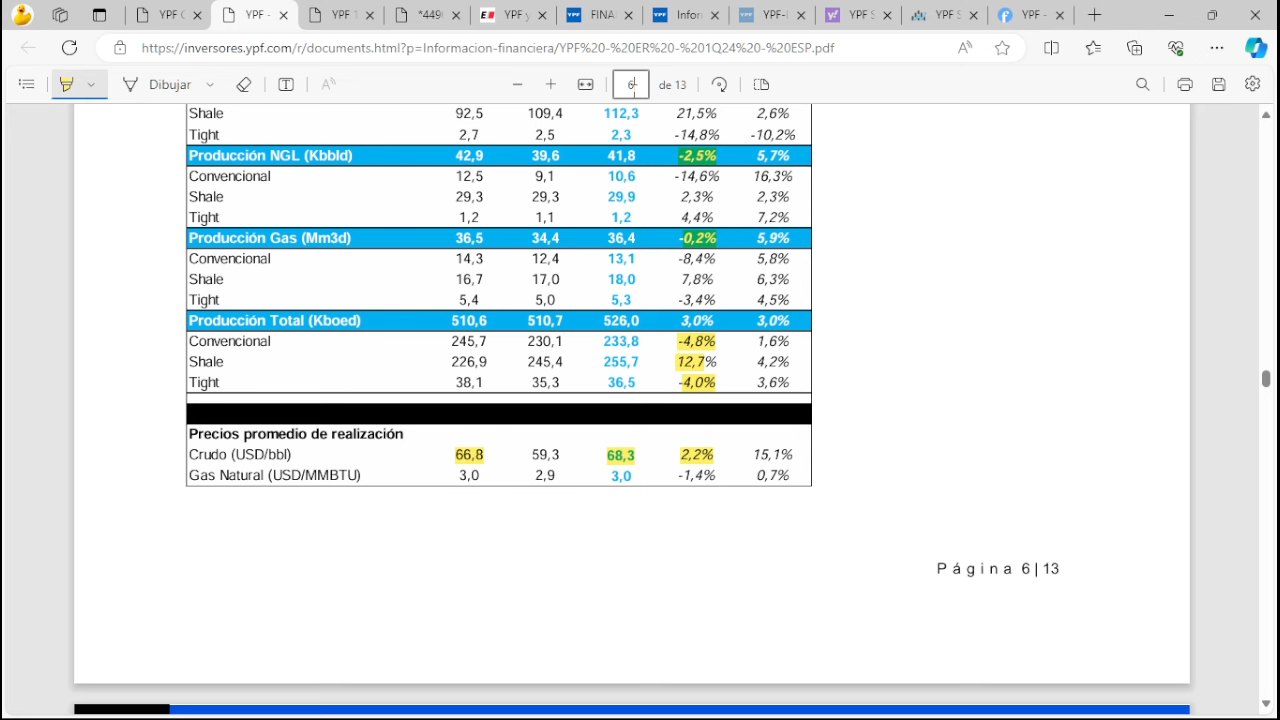 YPF C
YPF -
YPF 1
*449(
YPF y
FINA
Inforr
YPF-I
YPF S
YPF S
YPF -
https://inversores.ypf.com/r/documents.html?p=Informacion-financiera/YPF%20-%20ER%20-%201Q24%20-%20ESP.pdf
Dibujar
6
de 13
Shale 92,5 109,4 112,3 21,5% 2,6%
Tight 2,7 2,5 2,3 -14,8% -10,2%
Producción NGL (Kbbld) 42,9 39,6 41,8 -2,5% 5,7%
Convencional 12,5 9,1 10,6 -14,6% 16,3%
Shale 29,3 29,3 29,9 2,3% 2,3%
Tight 1,2 1,1 1,2 4,4% 7,2%
Producción Gas (Mm3d) 36,5 34,4 36,4 -0,2% 5,9%
Convencional 14,3 12,4 13,1 -8,4% 5,8%
Shale 16,7 17,0 18,0 7,8% 6,3%
Tight 5,4 5,0 5,3 -3,4% 4,5%
Producción Total (Kboed) 510,6 510,7 526,0 3,0% 3,0%
Convencional 245,7 230,1 233,8 -4,8% 1,6%
Shale 226,9 245,4 255,7 12,7% 4,2%
Tight 38,1 35,3 36,5 -4,0% 3,6%
Precios promedio de realización
Crudo (USD/bbl) 66,8 59,3 68,3 2,2% 15,1%
Gas Natural (USD/MMBTU) 3,0 2,9 3,0 -1,4% 0,7%
Página 6|13